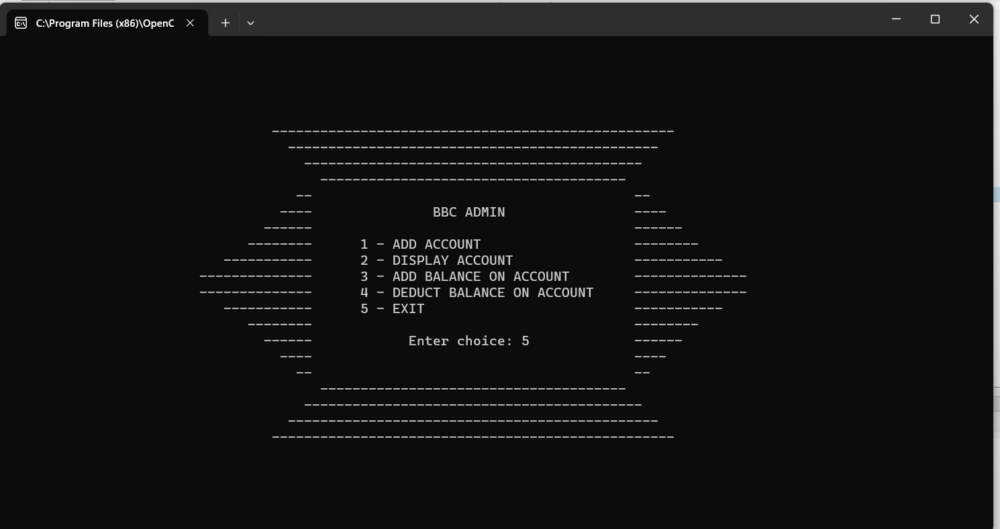 C:\Program Files (x86)\OpenC
--------------------------------------------------
----------------------------------------------
------------------------------------------
--------------------------------------
-- --
---- BBC ADMIN ----
------ ------
-------- 1 - ADD ACCOUNT --------
----------- 2 - DISPLAY ACCOUNT -----------
-------------- 3 - ADD BALANCE ON ACCOUNT --------------
-------------- 4 - DEDUCT BALANCE ON ACCOUNT --------------
----------- 5 - EXIT -----------
-------- --------
------ Enter choice: 5 ------
---- ----
-- --
--------------------------------------
------------------------------------------
----------------------------------------------
--------------------------------------------------